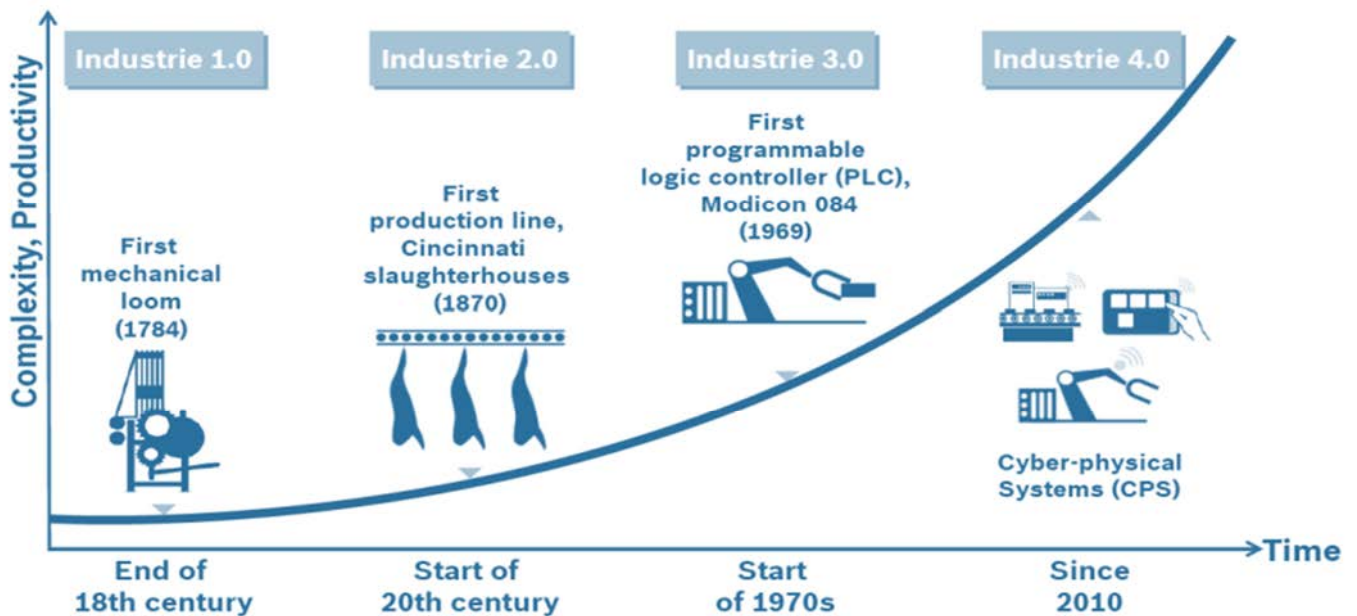 Complexity, Productivity
Industrie 1.0
Industrie 2.0
Industrie 3.0
Industrie 4.0
First
mechanical
loom
(1784)
First
production line,
Cincinnati
slaughterhouses
(1870)
First
programmable
logic controller (PLC),
Modicon 084
(1969)
Cyber-physical
Systems (CPS)
Time
End of
18th century
Start of
20th century
Start
of 1970s
Since
2010